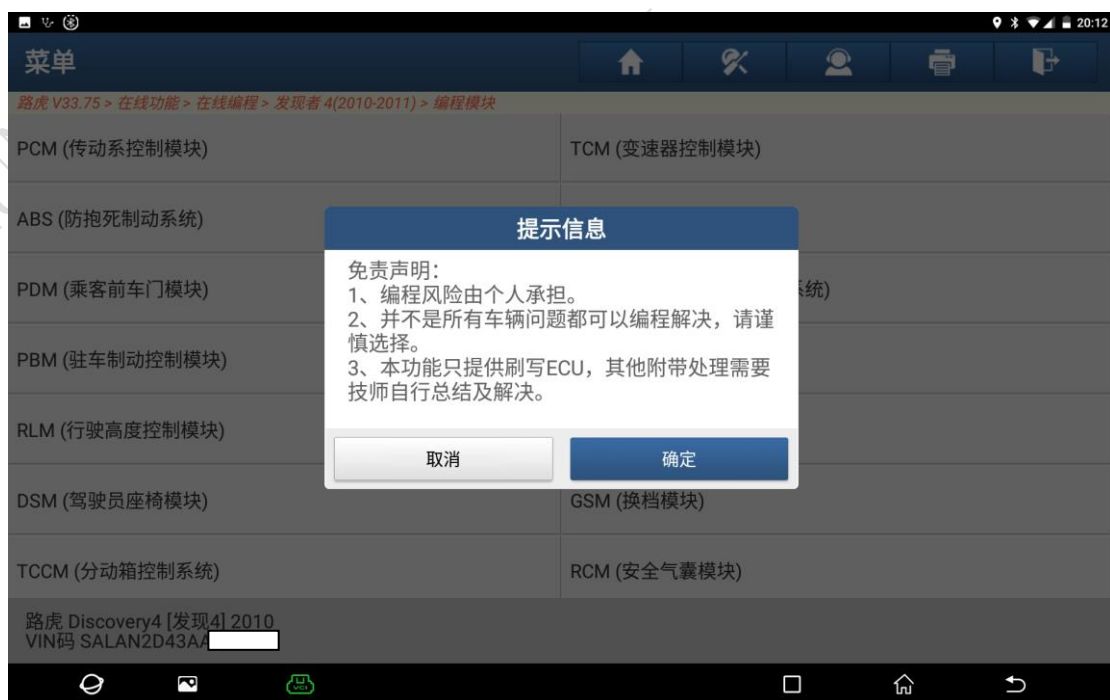 20:12
菜单
路虎 V33.75 > 在线功能 > 在线编程 > 发现者 4(2010-2011) > 编程模块
PCM (传动系控制模块)
TCM (变速器控制模块)
ABS (防抱死制动系统)
提示信息
免责声明：
1、编程风险由个人承担。
2、并不是所有车辆问题都可以编程解决，请谨
慎选择。
3、本功能只提供刷写ECU，其他附带处理需要
技师自行总结及解决。
取消
确定
PDM (乘客前车门模块)
统)
PBM (驻车制动控制模块)
RLM (行驶高度控制模块)
DSM (驾驶员座椅模块)
GSM (换档模块)
TCCM (分动箱控制系统)
RCM (安全气囊模块)
路虎 Discovery4 [发现4] 2010
VIN码 SALAN2D43AA
VCI